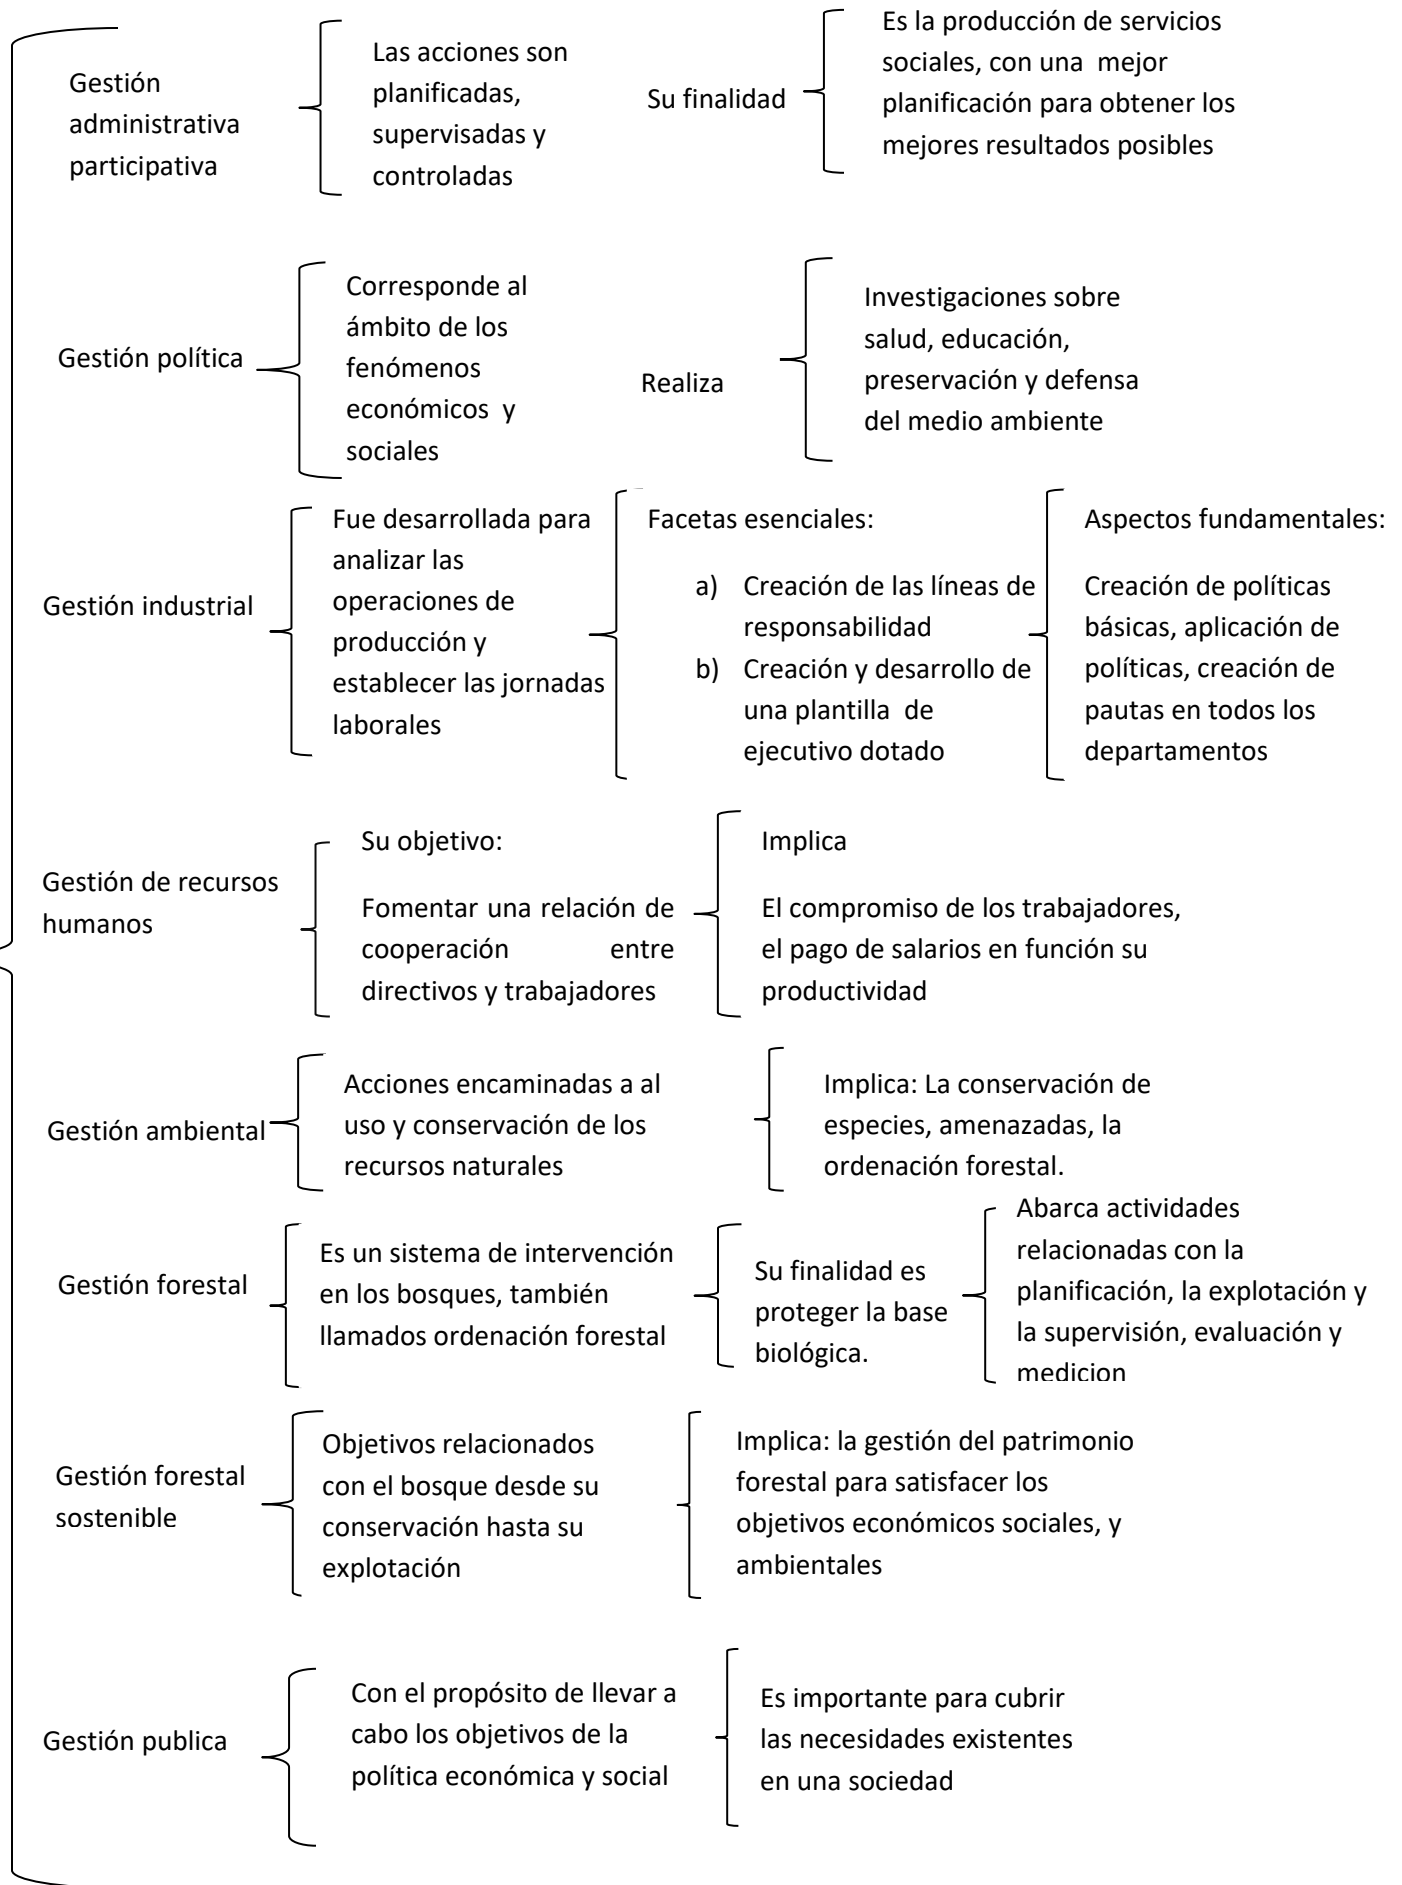 Gestión
administrativa
participativa
Las acciones son
planificadas,
supervisadas y
controladas
Su finalidad
Es la producción de servicios
sociales, con una  mejor
planificación para obtener los
mejores resultados posibles
Gestión política
Corresponde al
ámbito de los
fenómenos
económicos  y
sociales
Realiza
Investigaciones sobre
salud, educación,
preservación y defensa
del medio ambiente
Gestión industrial
Fue desarrollada para
analizar las
operaciones de
producción y
establecer las jornadas
laborales
Facetas esenciales:
a) Creación de las líneas de
responsabilidad
b) Creación y desarrollo de
una plantilla  de
ejecutivo dotado
Aspectos fundamentales:
Creación de políticas
básicas, aplicación de
políticas, creación de
pautas en todos los
departamentos
Gestión de recursos
humanos
Su objetivo:
Fomentar una relación de
cooperación entre
directivos y trabajadores
Implica
El compromiso de los trabajadores,
el pago de salarios en función su
productividad
Gestión ambiental
Acciones encaminadas a al
uso y conservación de los
recursos naturales
Implica: La conservación de
especies, amenazadas, la
ordenación forestal.
Gestión forestal
Es un sistema de intervención
en los bosques, también
llamados ordenación forestal
Su finalidad es
proteger la base
biológica.
Abarca actividades
relacionadas con la
planificación, la explotación y
la supervisión, evaluación y
medicion
Gestión forestal
sostenible
Objetivos relacionados
con el bosque desde su
conservación hasta su
explotación
Implica: la gestión del patrimonio
forestal para satisfacer los
objetivos económicos sociales, y
ambientales
Gestión publica
Con el propósito de llevar a
cabo los objetivos de la
política económica y social
Es importante para cubrir
las necesidades existentes
en una sociedad